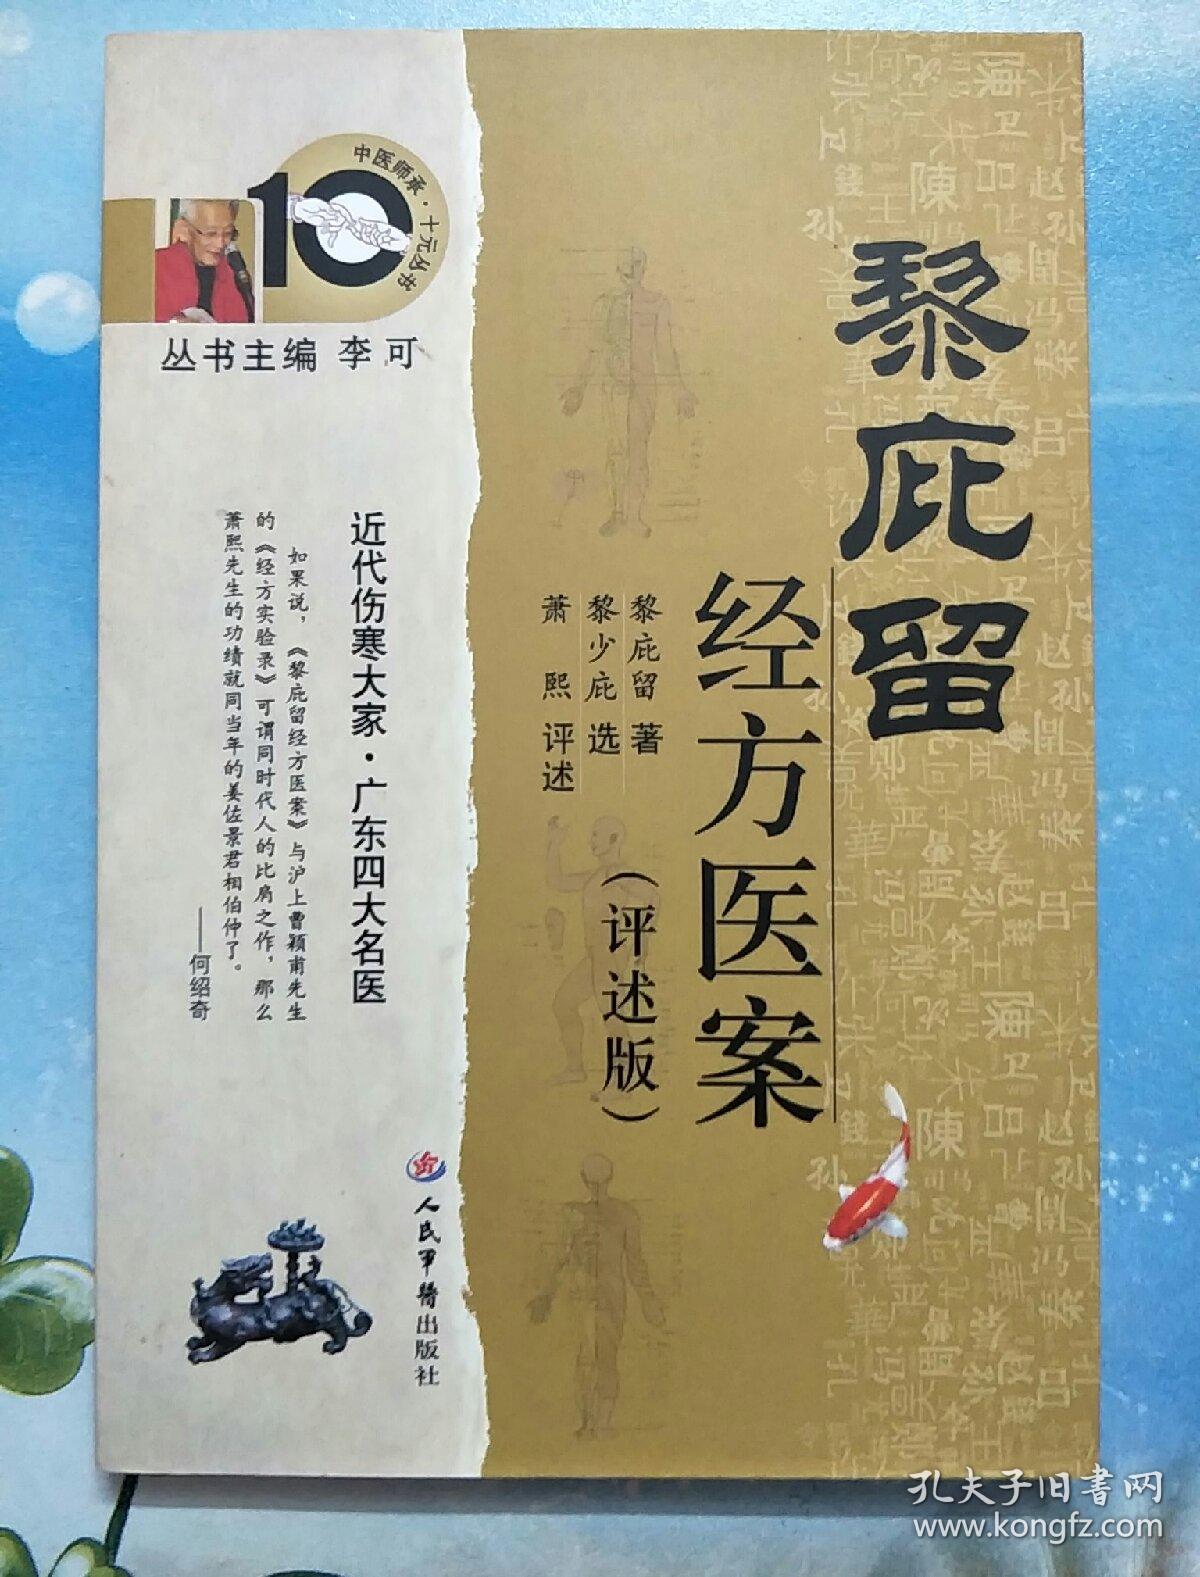 黎庇留
经方医案
(评述版)
黎庇留 著
黎少庇 选
萧熙 评述
中医师承·十元丛书
10
丛书主编 李可
近代伤寒大家·广东四大名医
如果说，《黎庇留经方医案》与沪上曹颖甫先生
的《经方实验录》可谓同时代人的比肩之作，那么
萧熙先生的功绩就同当年的姜佐景君相伯仲了。
——何绍奇
人民軍醫出版社
孔夫子旧书网
www.kongfz.com